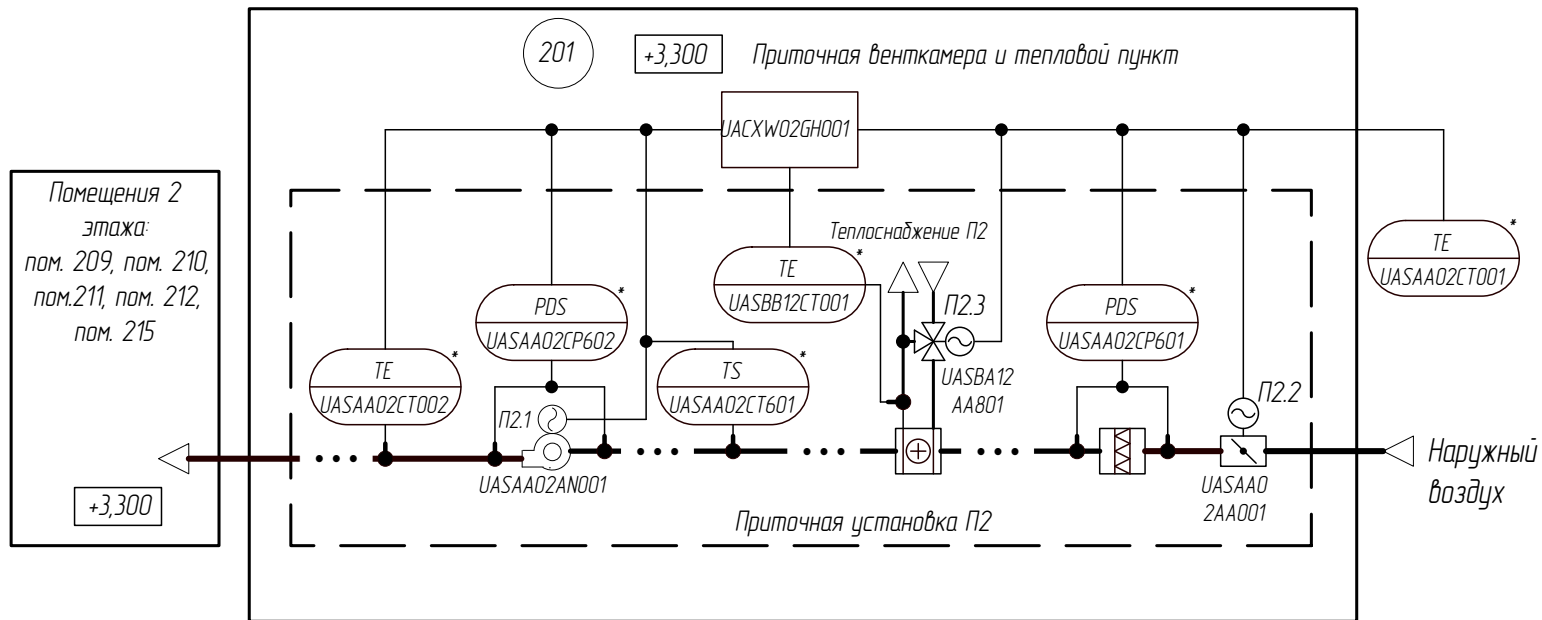 201
+3,300
Приточная венткамера и тепловой пункт
UACXW02GH001
Помещения 2
этажа:
пом. 209, пом. 210,
пом.211, пом. 212,
пом. 215
+3,300
TE
UASAA02CT002
*
PDS
UASAA02CP602
*
П2.1
UASAA02AN001
TS
UASAA02CT601
*
TE
UASBB12CT001
*
Теплоснабжение П2
П2.3
UASBA12
AA801
PDS
UASAA02CP601
*
П2.2
UASAA0
2AA001
TE
UASAA02CT001
*
Наружный
воздух
Приточная установка П2